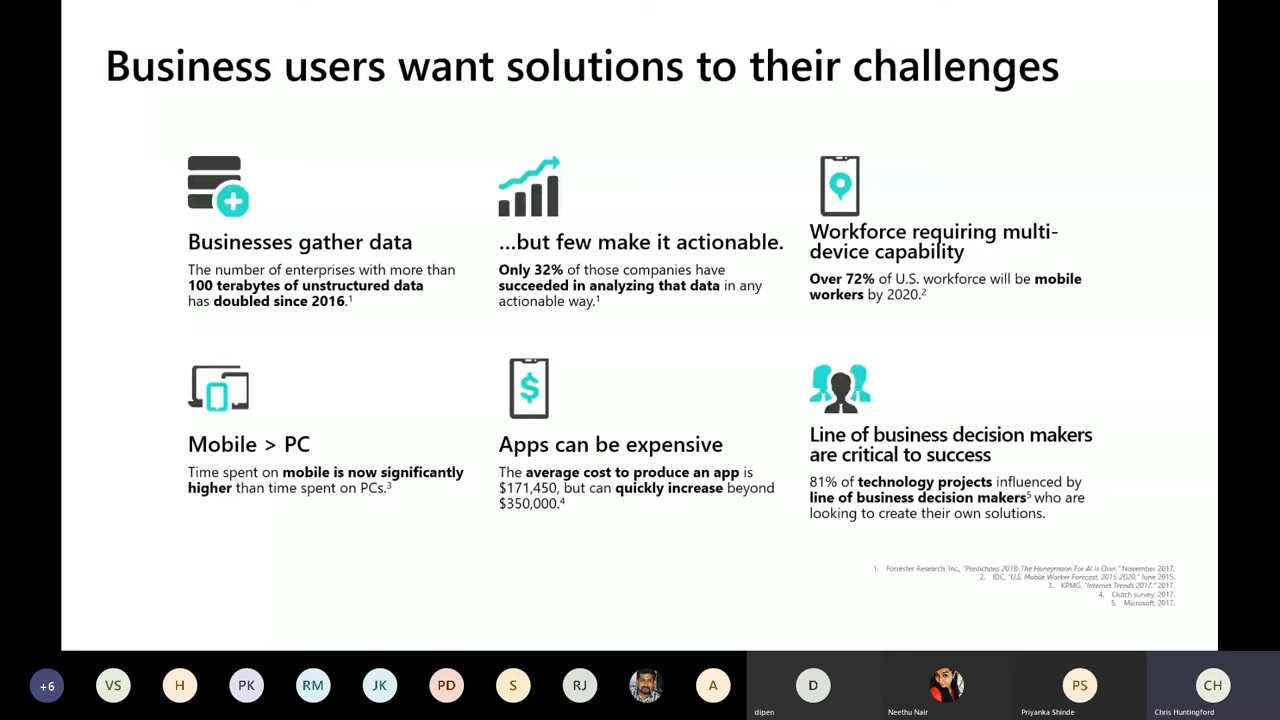 Business users want solutions to their challenges
Businesses gather data
The number of enterprises with more than
100 terabytes of unstructured data
has doubled since 2016.1
...but few make it actionable.
Only 32% of those companies have
succeeded in analyzing that data in any
actionable way.1
Workforce requiring multi-
device capability
Over 72% of U.S. workforce will be mobile
workers by 2020.2
Mobile > PC
Time spent on mobile is now significantly
higher than time spent on PCs.3
$
Apps can be expensive
The average cost to produce an app is
$171,450, but can quickly increase beyond
$350,000.4
Line of business decision makers
are critical to success
81% of technology projects influenced by
line of business decision makers5 who are
looking to create their own solutions.
1. Forrester Research, Inc., "Predictions 2018: The Honeymoon For AI Is Over." November 2017.
2. IDC, "U.S. Mobile Worker Forecast, 2015-2020." June 2015.
3. KPMG, "Internet Trends 2017." 2017.
4. Clutch survey, 2017.
5. Microsoft, 2017.
+6 VS H PK RM JK PD S RJ A D PS CH
dipen Neethu Nair Priyanka Shinde Chris Huntingford